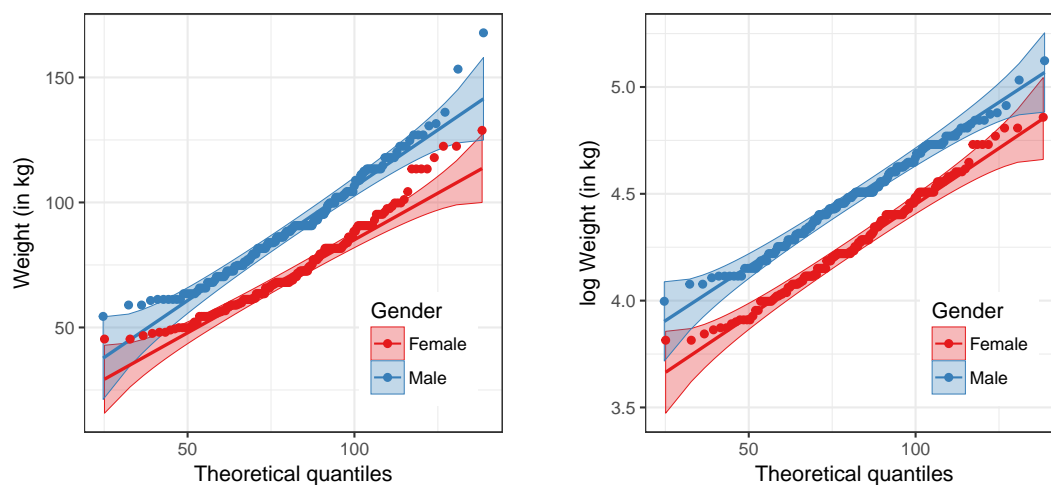 Weight (in kg)
150
100
50
50
100
Theoretical quantiles
Gender
Female
Male
log Weight (in kg)
5.0
4.5
4.0
3.5
50
100
Theoretical quantiles
Gender
Female
Male